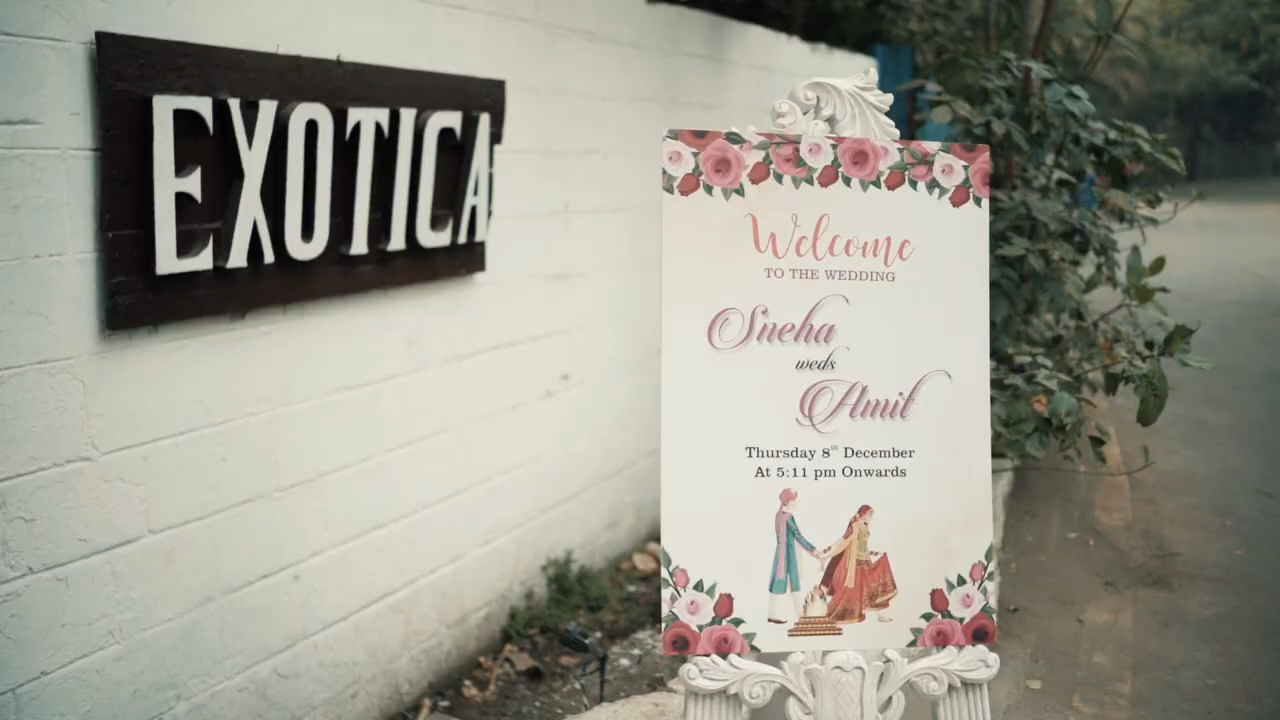 EXOTICA
Welcome
TO THE WEDDING
Sneha
weds
Amit
Thursday 8th December
At 5:11 pm Onwards